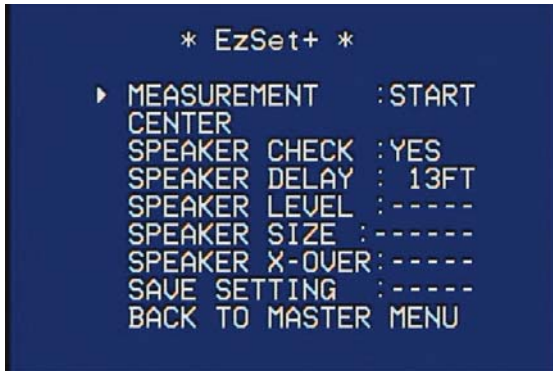 * EzSet+ *
MEASUREMENT :START
CENTER
SPEAKER CHECK :YES
SPEAKER DELAY : 13FT
SPEAKER LEVEL :-----
SPEAKER SIZE :------
SPEAKER X-OVER:-----
SAVE SETTING :-----
BACK TO MASTER MENU